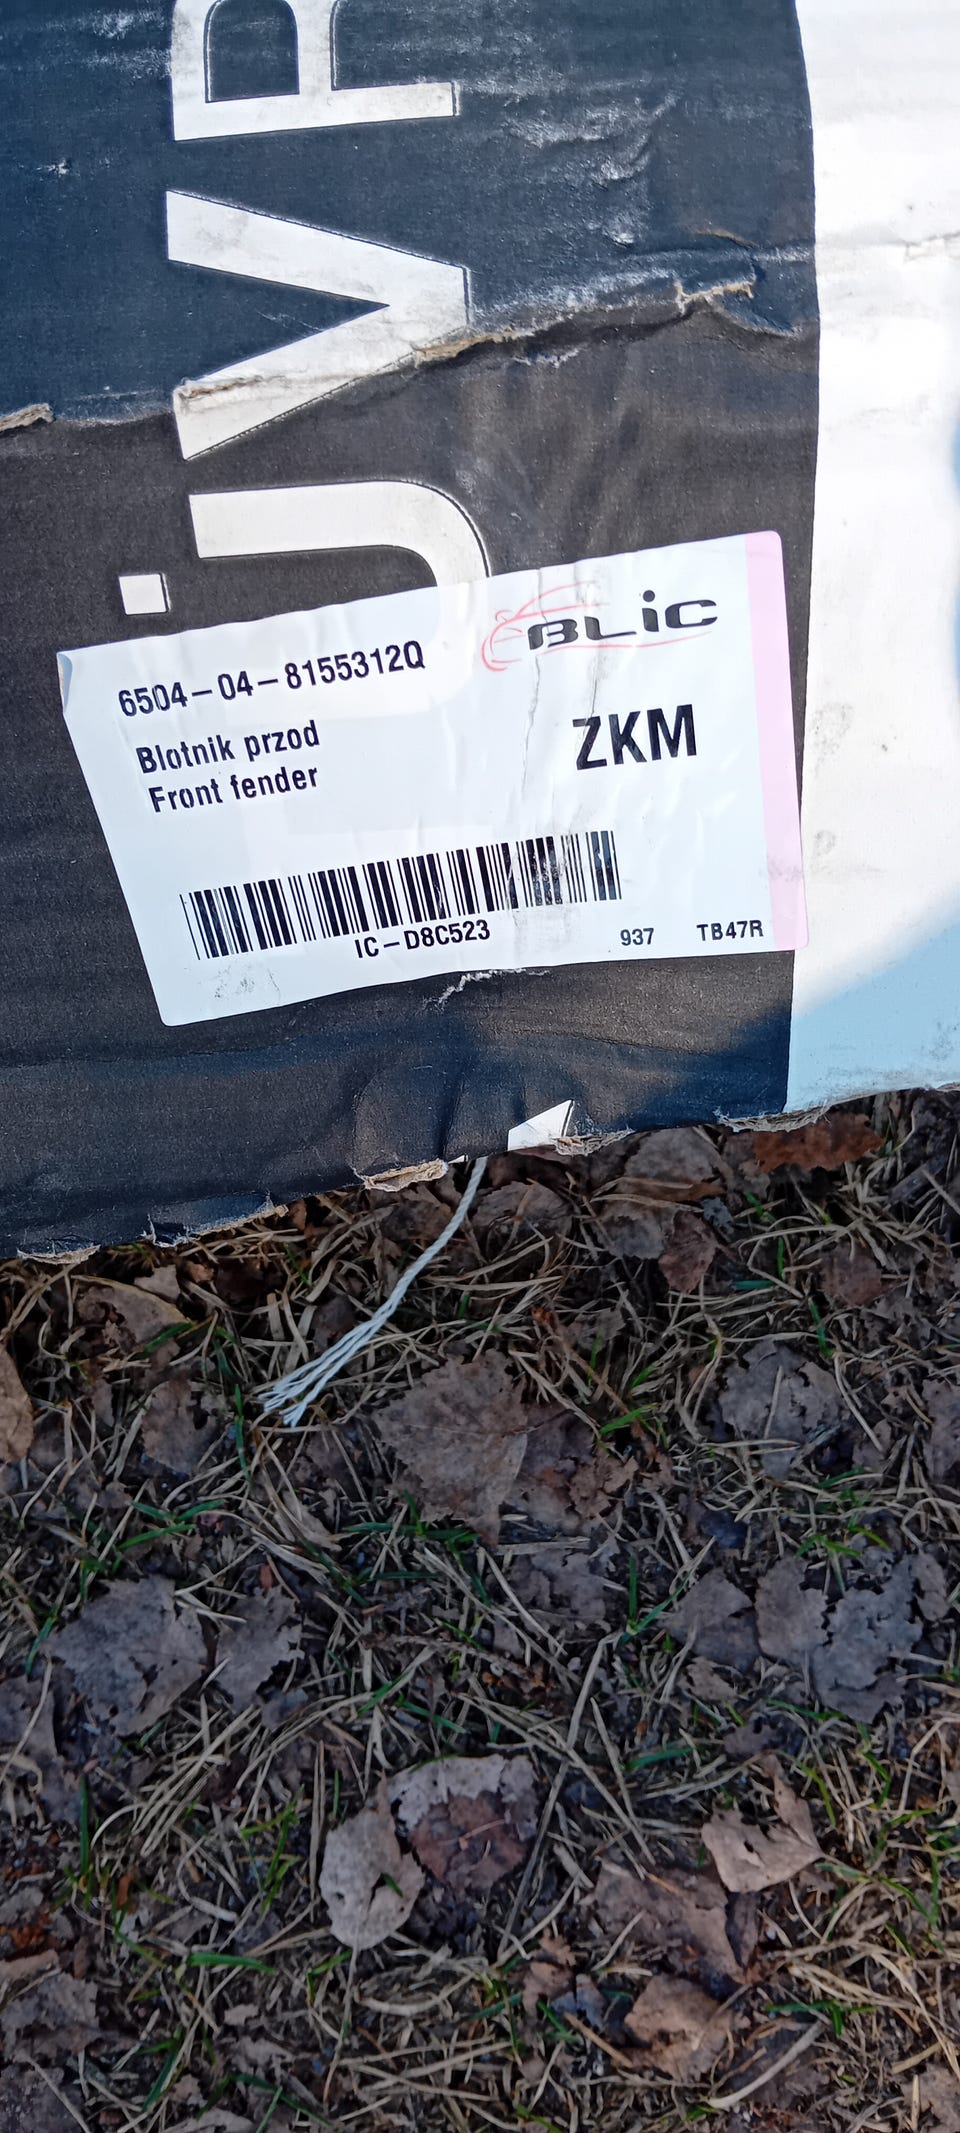 BLiC
6504-04-8155312Q
Blotnik przod
Front fender
ZKM
IC-D8C523
937 TB47R